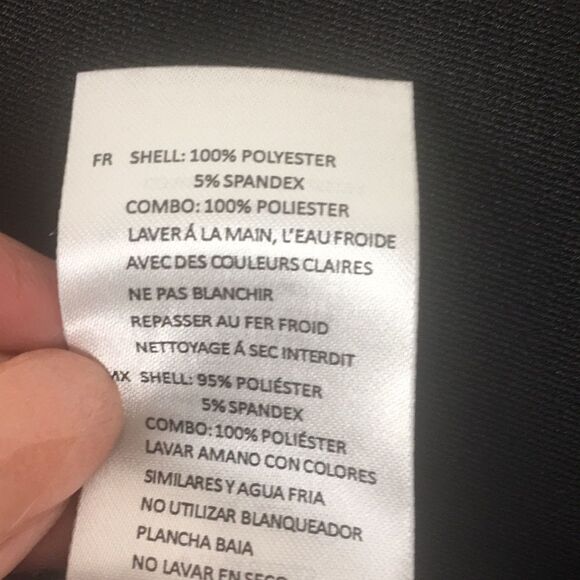 FR SHELL: 100% POLYESTER
5% SPANDEX
COMBO: 100% POLIESTER
LAVER Á LA MAIN, L'EAU FROIDE
AVEC DES COULEURS CLAIRES
NE PAS BLANCHIR
REPASSER AU FER FROID
NETTOYAGE Á SEC INTERDIT
MX SHELL: 95% POLIÉSTER
5% SPANDEX
COMBO: 100% POLIÉSTER
LAVAR AMANO CON COLORES
SIMILARES Y AGUA FRIA
NO UTILIZAR BLANQUEADOR
PLANCHA BAIA
NO LAVAR EN SECO